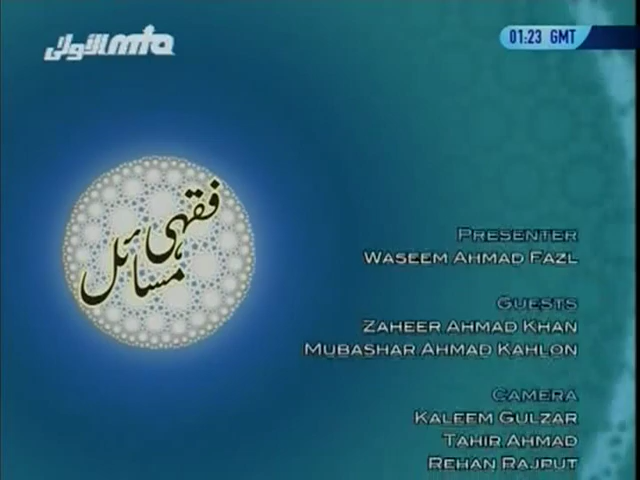 mta الأولى
01:23 GMT
فقہی
مسائل
PRESENTER
WASEEM AHMAD FAZL
GUESTS
ZAHEER AHMAD KHAN
MUBASHAR AHMAD KAHLON
CAMERA
KALEEM GULZAR
TAHIR AHMAD
REHAN RAJPUT